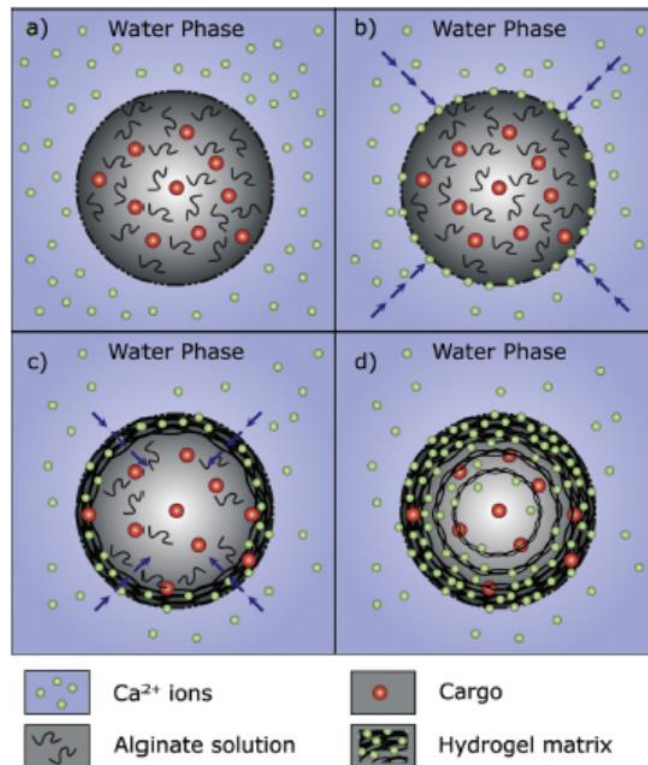 a) Water Phase
b) Water Phase
c) Water Phase
d) Water Phase
Ca²⁺ ions
Cargo
Alginate solution
Hydrogel matrix